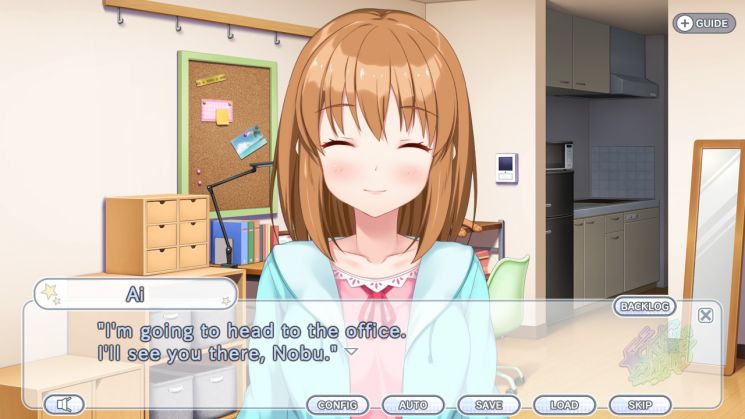 GUIDE
Ai
BACKLOG
"I'm going to head to the office.
I'll see you there, Nobu."
CONFIG
AUTO
SAVE
LOAD
SKIP